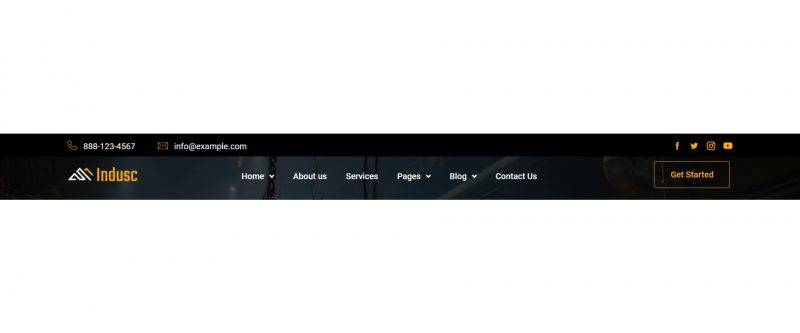 888-123-4567 info@example.com
Indusc Home About us Services Pages Blog Contact Us Get Started